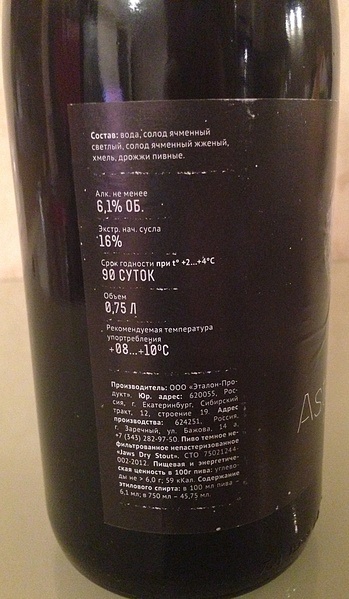 Состав: вода, солод ячменный
светлый, солод ячменный жженый,
хмель, дрожжи пивные.
Алк. не менее
6,1% ОБ.
Экстр. нач. сусла
16%
Срок годности при t° +2...+4°C
90 СУТОК
Объем
0,75 Л
Рекомендуемая температура
употребления
+08...+10°C
Производитель: ООО «Эталон-Про-
дукт». Юр. адрес: 620055, Рос-
сия, г. Екатеринбург, Сибирский
тракт, 12, строение 19. Адрес
производства: 624251, Россия,
г. Заречный, ул. Бажова, 14 а,
+7 (343) 282-97-50. Пиво темное не-
фильтрованное непастеризованное
«Jaws Dry Stout». СТО 75021244-
002-2012. Пищевая и энергетиче-
ская ценность в 100г пива: углево-
ды не > 6,0 г; 59 кКал. Содержание
этилового спирта: в 100 мл пива –
6,1 мл; в 750 мл – 45,75 мл.
As